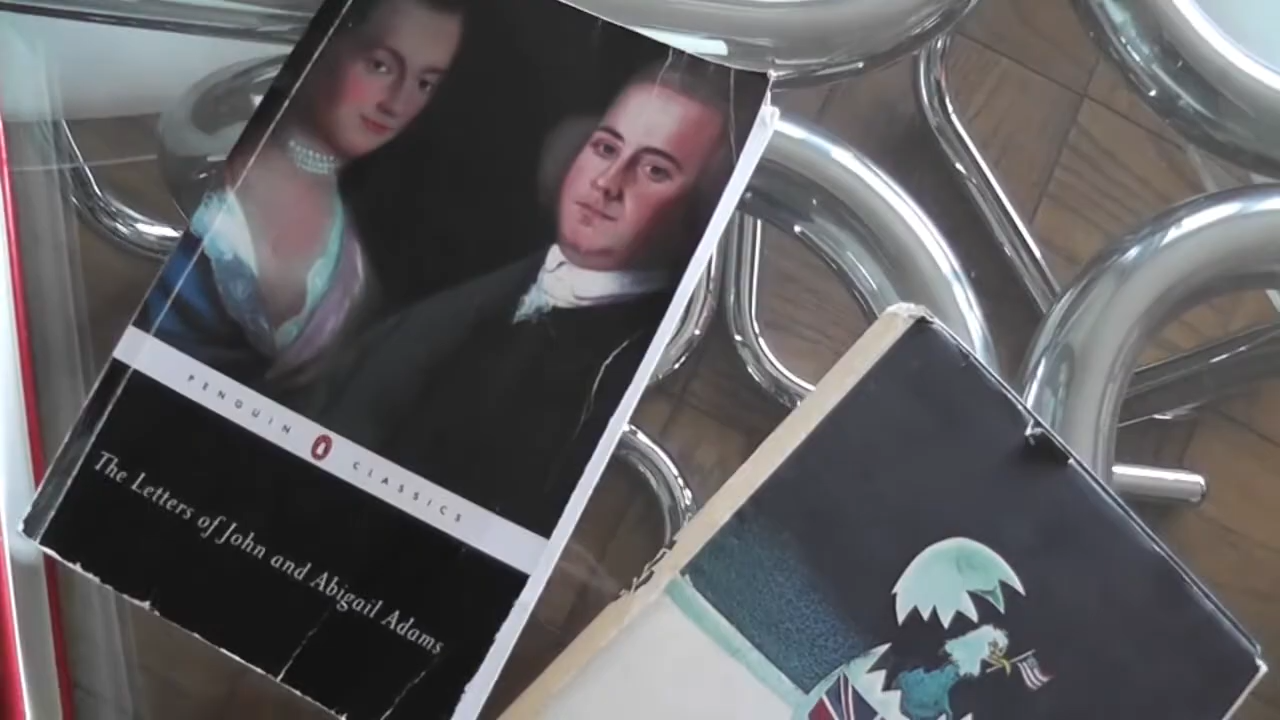 PENGUIN CLASSICS
The Letters of John and Abigail Adams